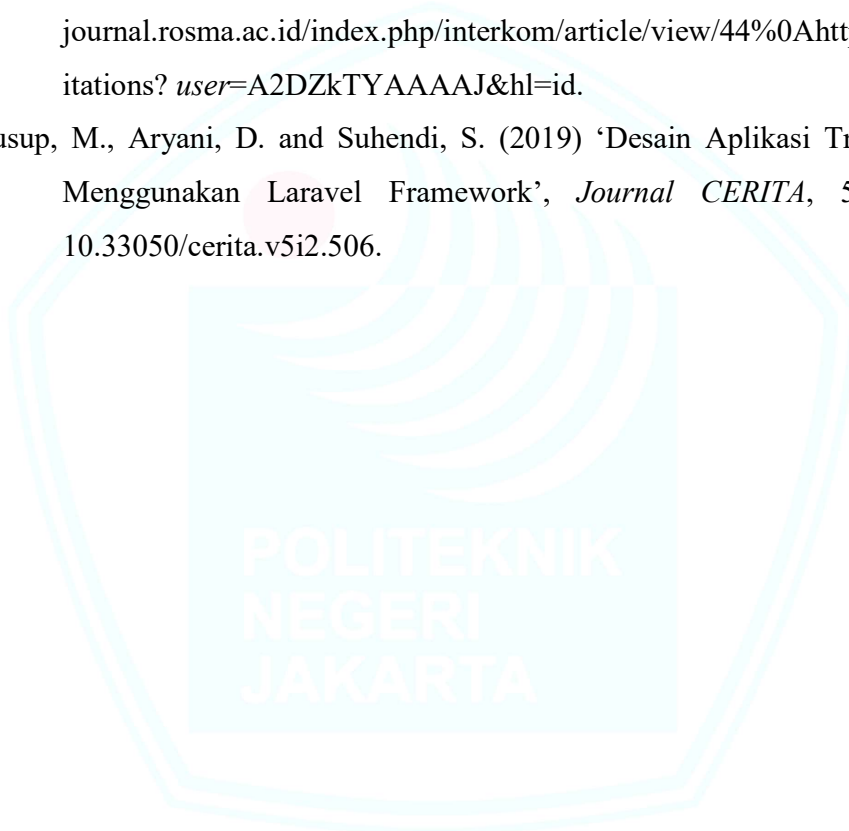 journal.rosma.ac.id/index.php/interkom/article/view/44%0Ahttp
itations? user=A2DZkTYAAAAJ&hl=id.
usup, M., Aryani, D. and Suhendi, S. (2019) ‘Desain Aplikasi Tr
Menggunakan Laravel Framework’, Journal CERITA, 5
10.33050/cerita.v5i2.506.
POLITEKNIK
NEGERI
JAKARTA